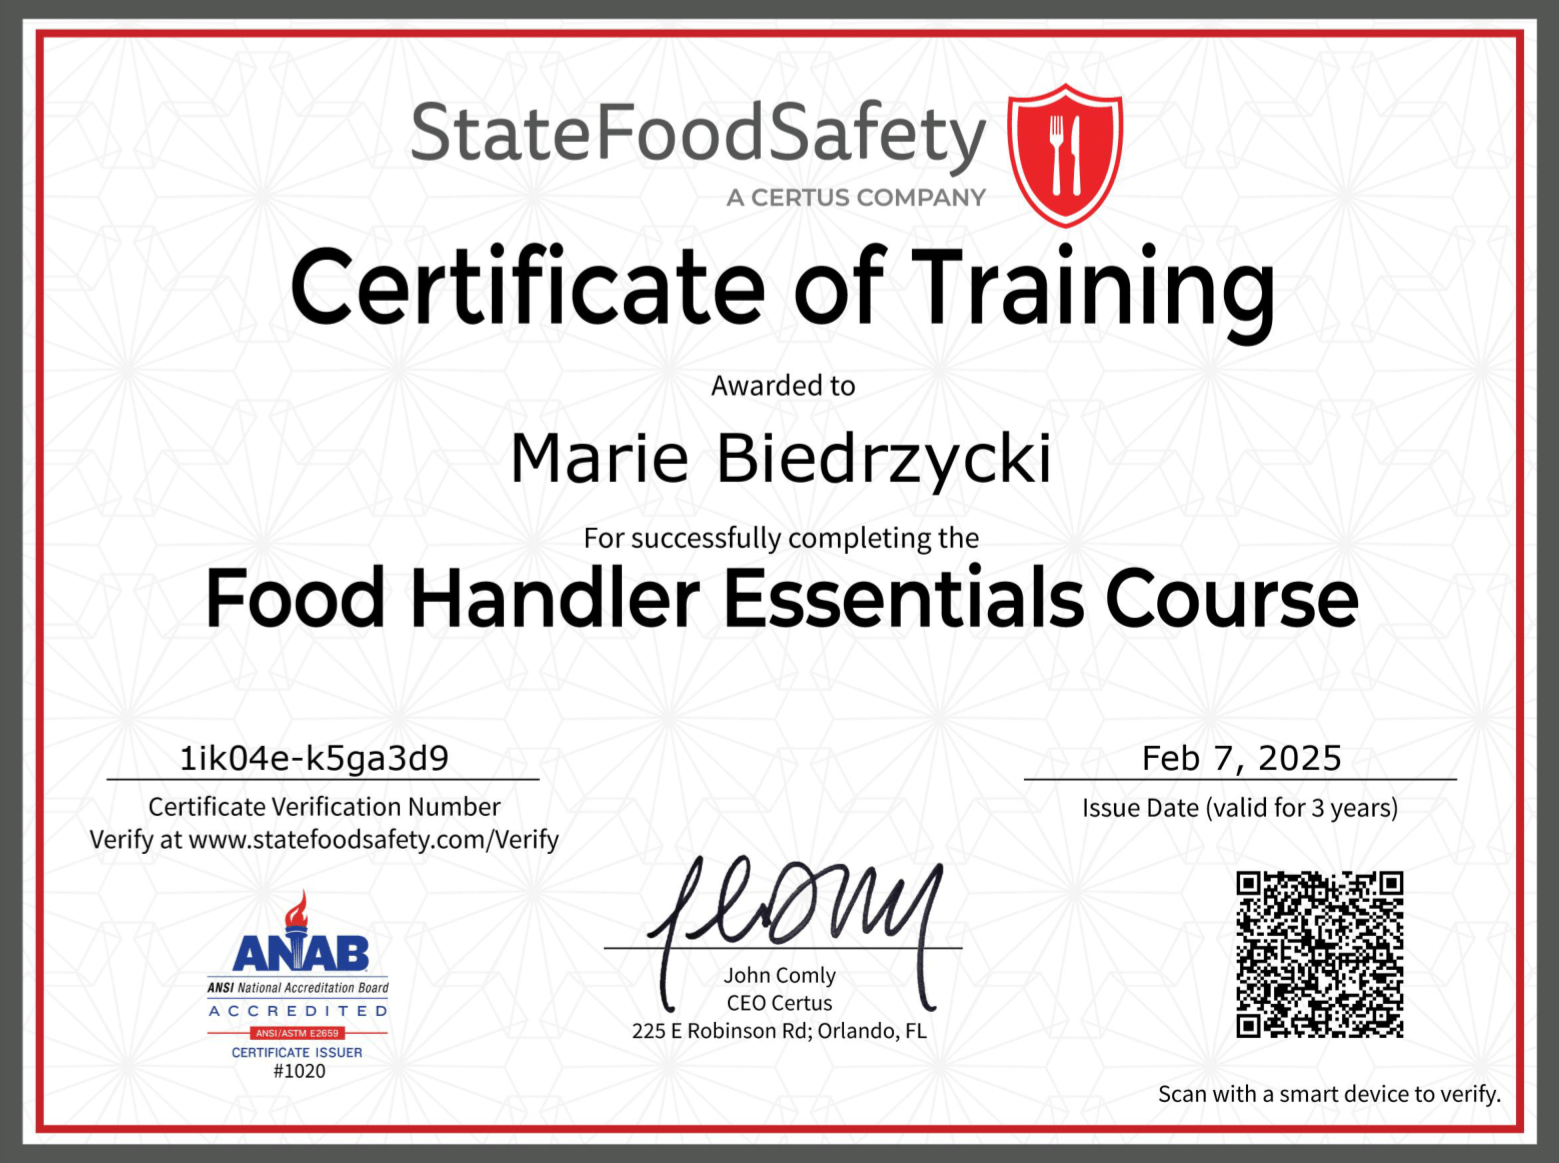 StateFoodSafety
A CERTUS COMPANY
Certificate of Training
Awarded to
Marie Biedrzycki
For successfully completing the
Food Handler Essentials Course
1ik04e-k5ga3d9
Certificate Verification Number
Verify at www.statefoodsafety.com/Verify
Feb 7, 2025
Issue Date (valid for 3 years)
ANAB
ANSI National Accreditation Board
ACCREDITED
ANSI/ASTM E2659
CERTIFICATE ISSUER
#1020
John Comly
CEO Certus
225 E Robinson Rd; Orlando, FL
Scan with a smart device to verify.